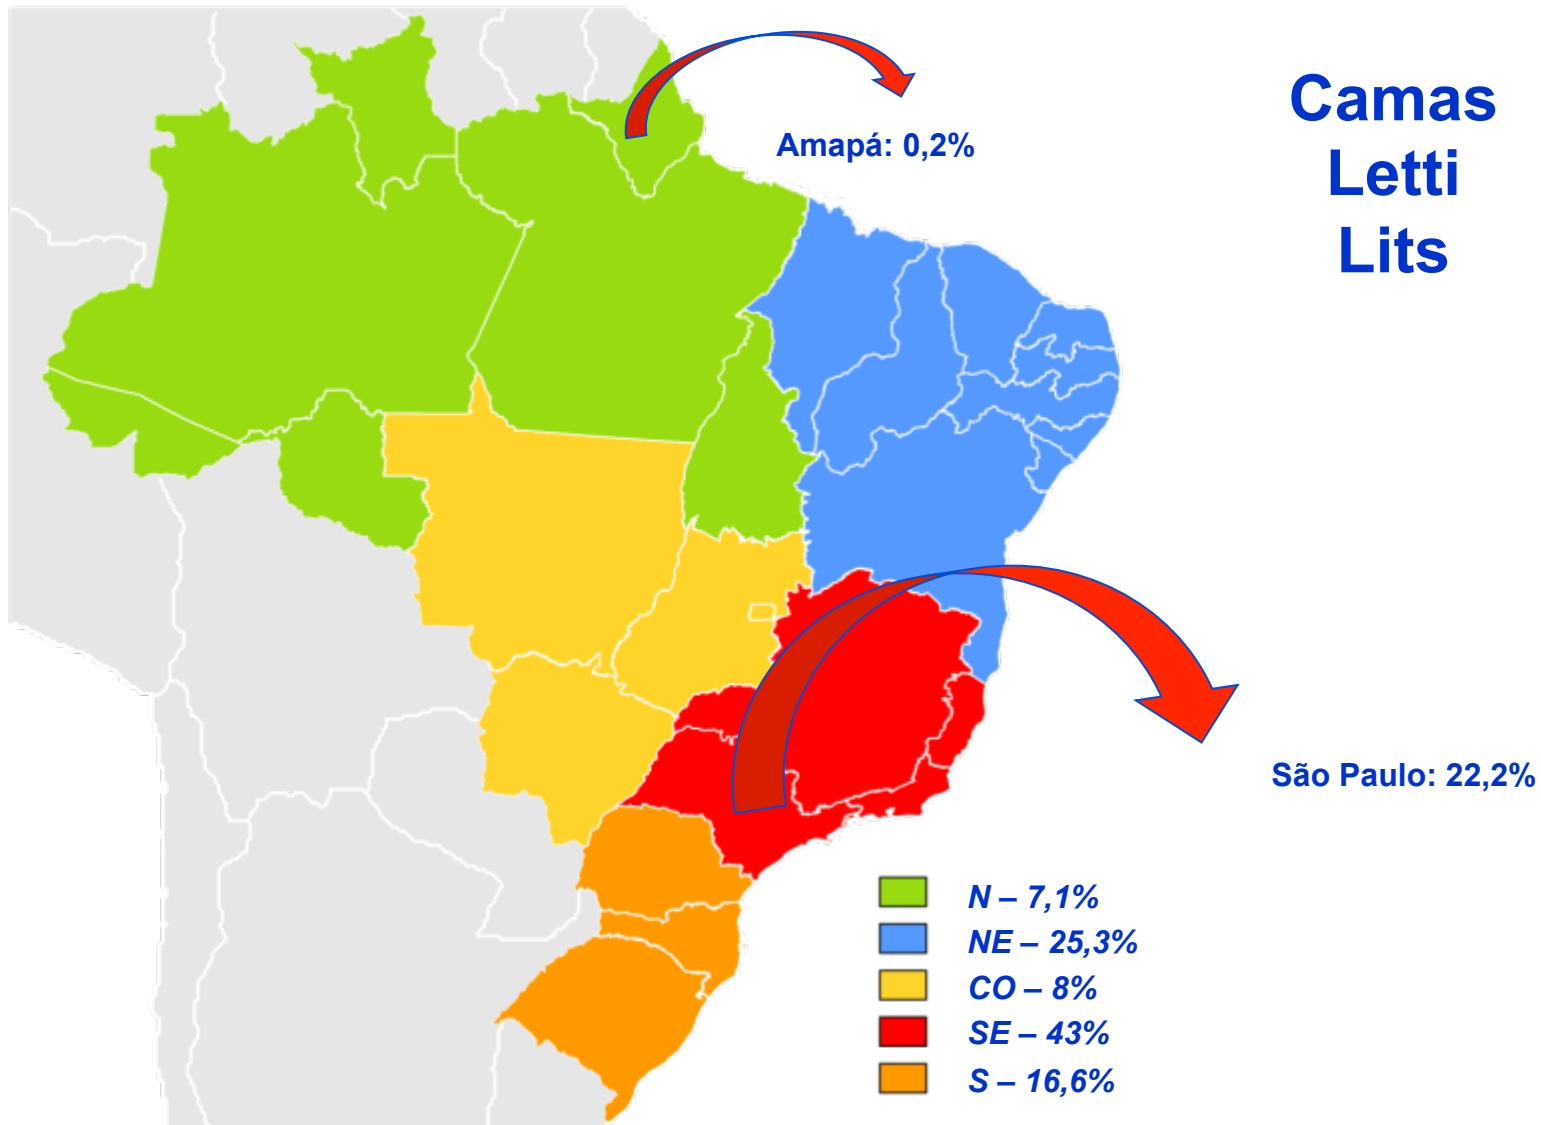 Camas
Letti
Lits
Amapá: 0,2%
São Paulo: 22,2%
N – 7,1%
NE – 25,3%
CO – 8%
SE – 43%
S – 16,6%